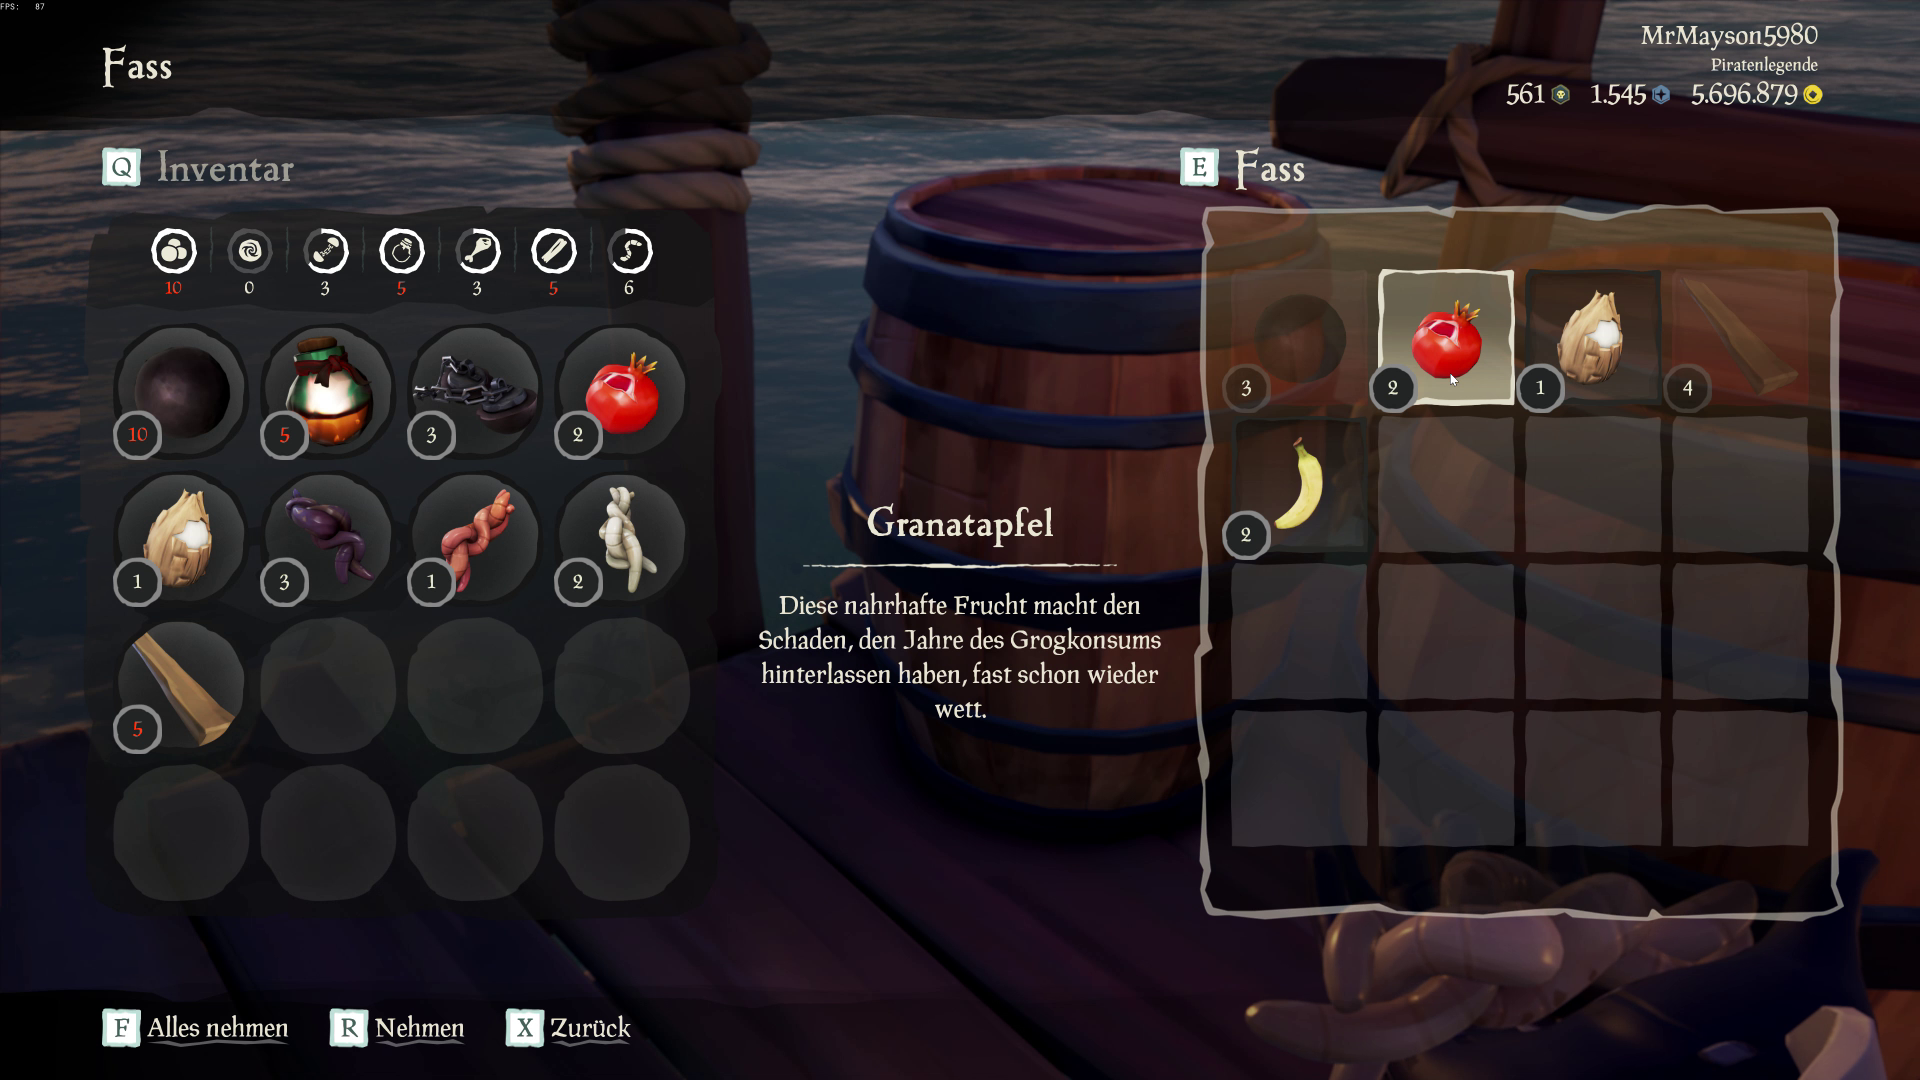 FPS: 87
Fass
MrMayson5980
Piratenlegende
561 1.545 5.696.879
Q Inventar
10 0 3 5 3 5 6
10 5 3 2
1 3 1 2
5
Granatapfel
Diese nahrhafte Frucht macht den
Schaden, den Jahre des Grogkonsums
hinterlassen haben, fast schon wieder
wett.
E Fass
3 2 1 4
2
F Alles nehmen R Nehmen X Zurück